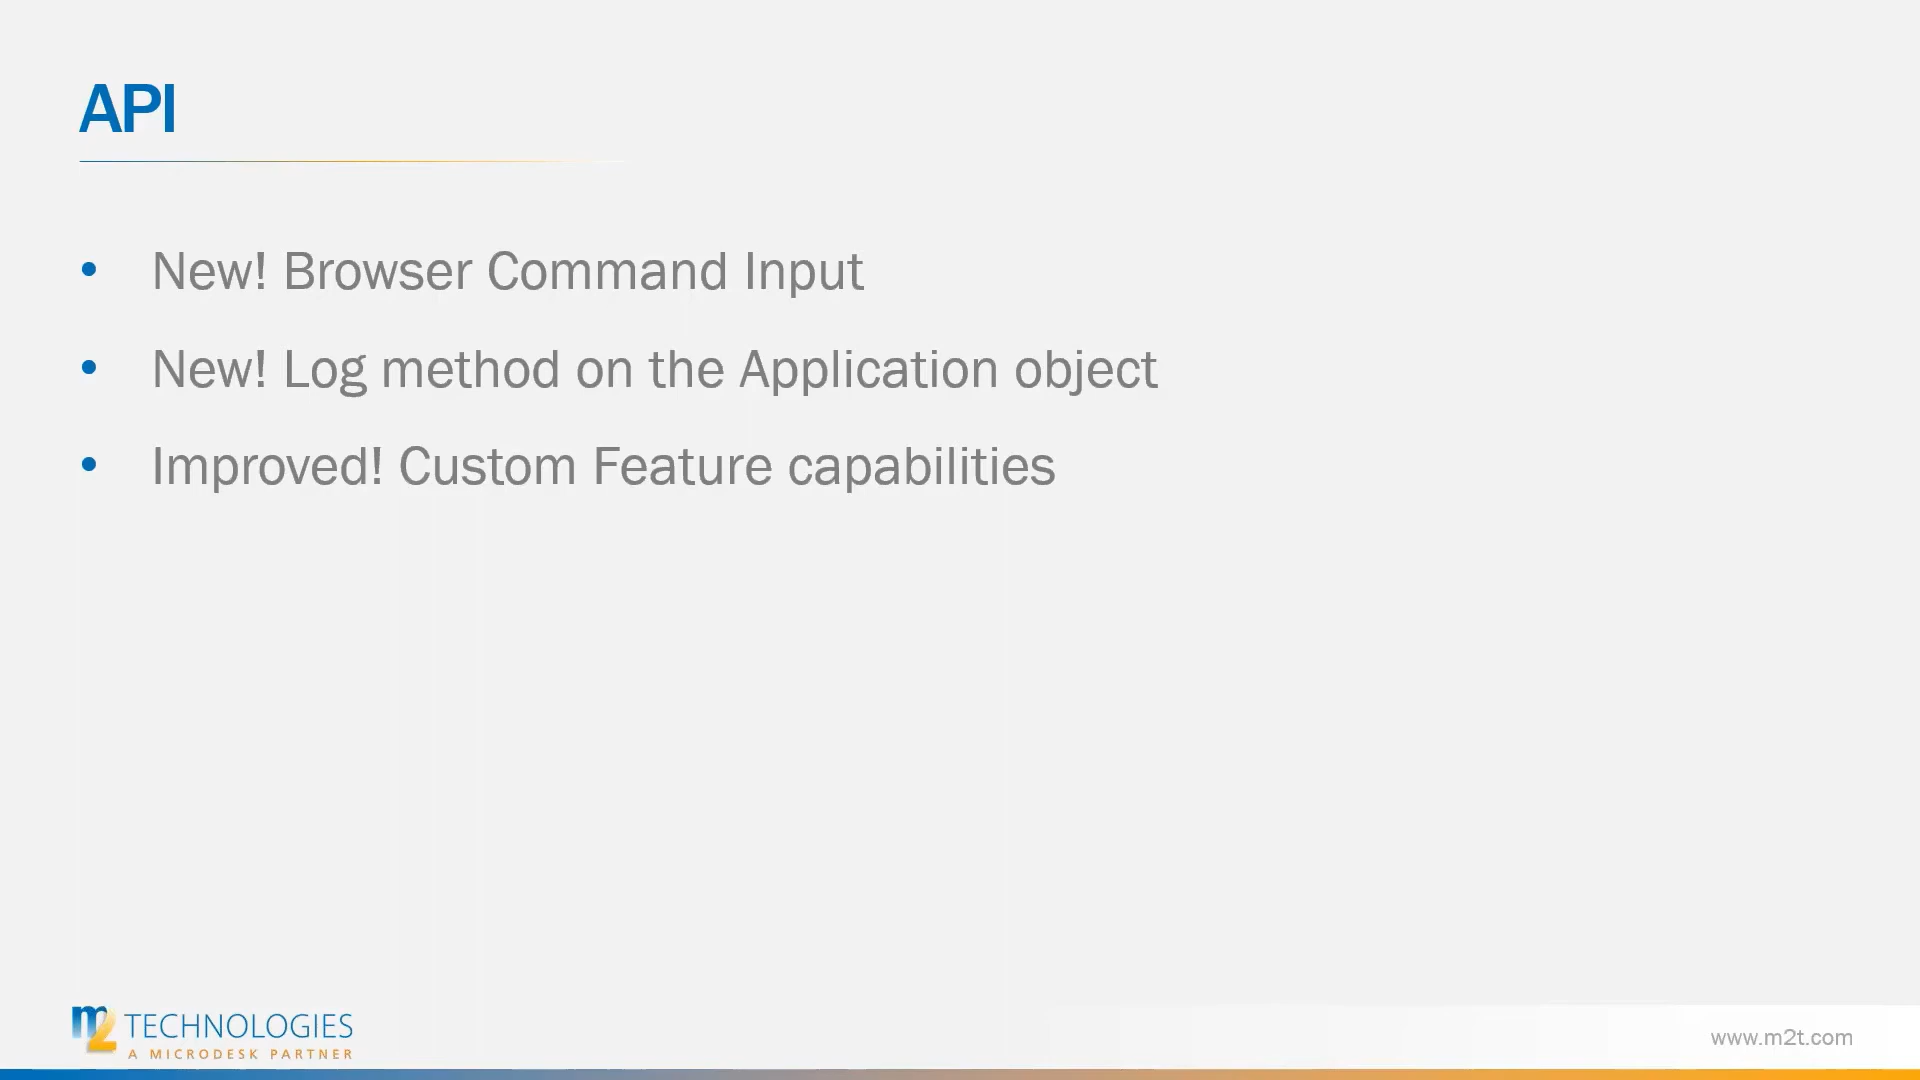 API
• New! Browser Command Input
• New! Log method on the Application object
• Improved! Custom Feature capabilities
m2 TECHNOLOGIES
A MICRODESK PARTNER
www.m2t.com